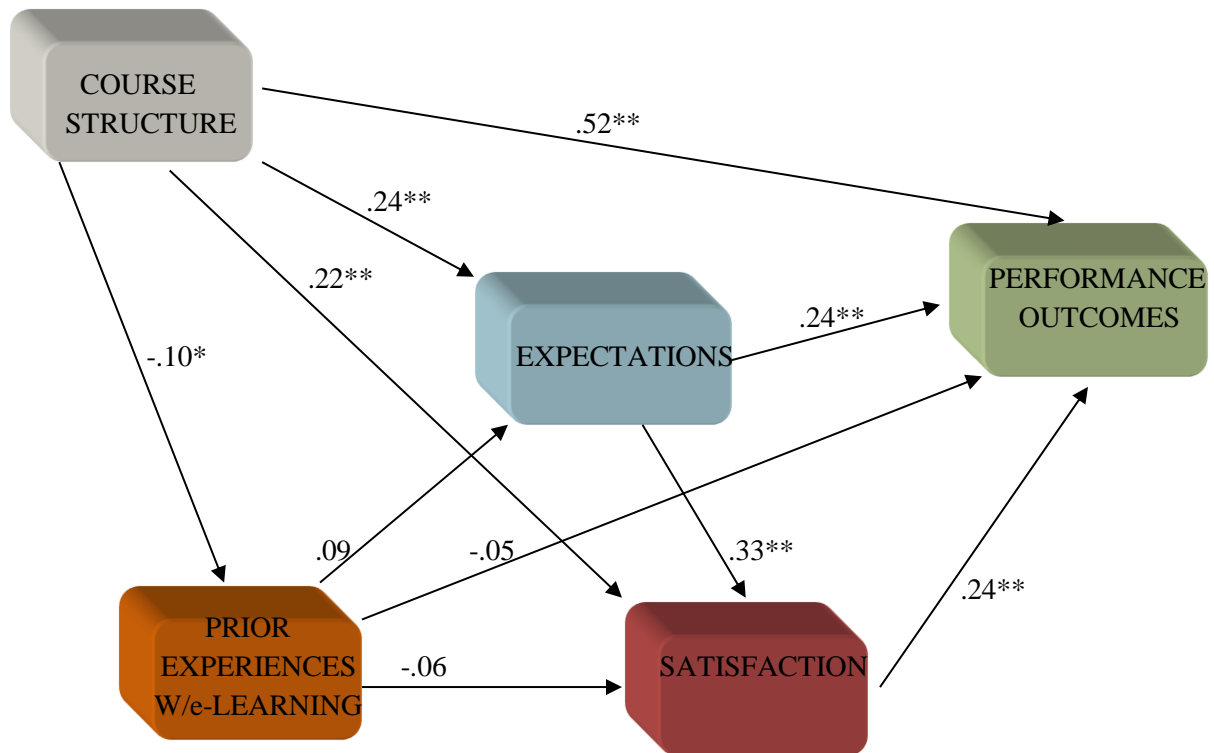 COURSE
STRUCTURE
.52**
.24**
.22**
PERFORMANCE
OUTCOMES
.24**
EXPECTATIONS
-.10*
.09
-.05
.33**
.24**
PRIOR
EXPERIENCES
W/e-LEARNING
-.06
SATISFACTION